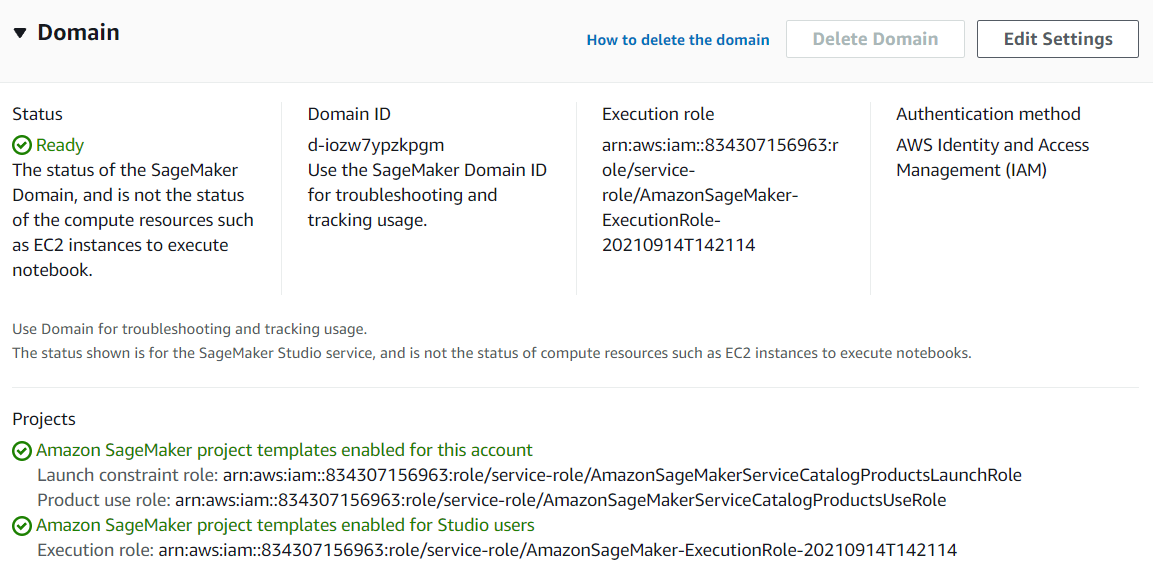 Domain
How to delete the domain
Delete Domain
Edit Settings
Status
Ready
The status of the SageMaker
Domain, and is not the status
of the compute resources such
as EC2 instances to execute
notebook.
Domain ID
d-iozw7ypzkpgm
Use the SageMaker Domain ID
for troubleshooting and
tracking usage.
Execution role
arn:aws:iam::834307156963:r
ole/service-
role/AmazonSageMaker-
ExecutionRole-
20210914T142114
Authentication method
AWS Identity and Access
Management (IAM)
Use Domain for troubleshooting and tracking usage.
The status shown is for the SageMaker Studio service, and is not the status of compute resources such as EC2 instances to execute notebooks.
Projects
Amazon SageMaker project templates enabled for this account
Launch constraint role: arn:aws:iam::834307156963:role/service-role/AmazonSageMakerServiceCatalogProductsLaunchRole
Product use role: arn:aws:iam::834307156963:role/service-role/AmazonSageMakerServiceCatalogProductsUseRole
Amazon SageMaker project templates enabled for Studio users
Execution role: arn:aws:iam::834307156963:role/service-role/AmazonSageMaker-ExecutionRole-20210914T142114